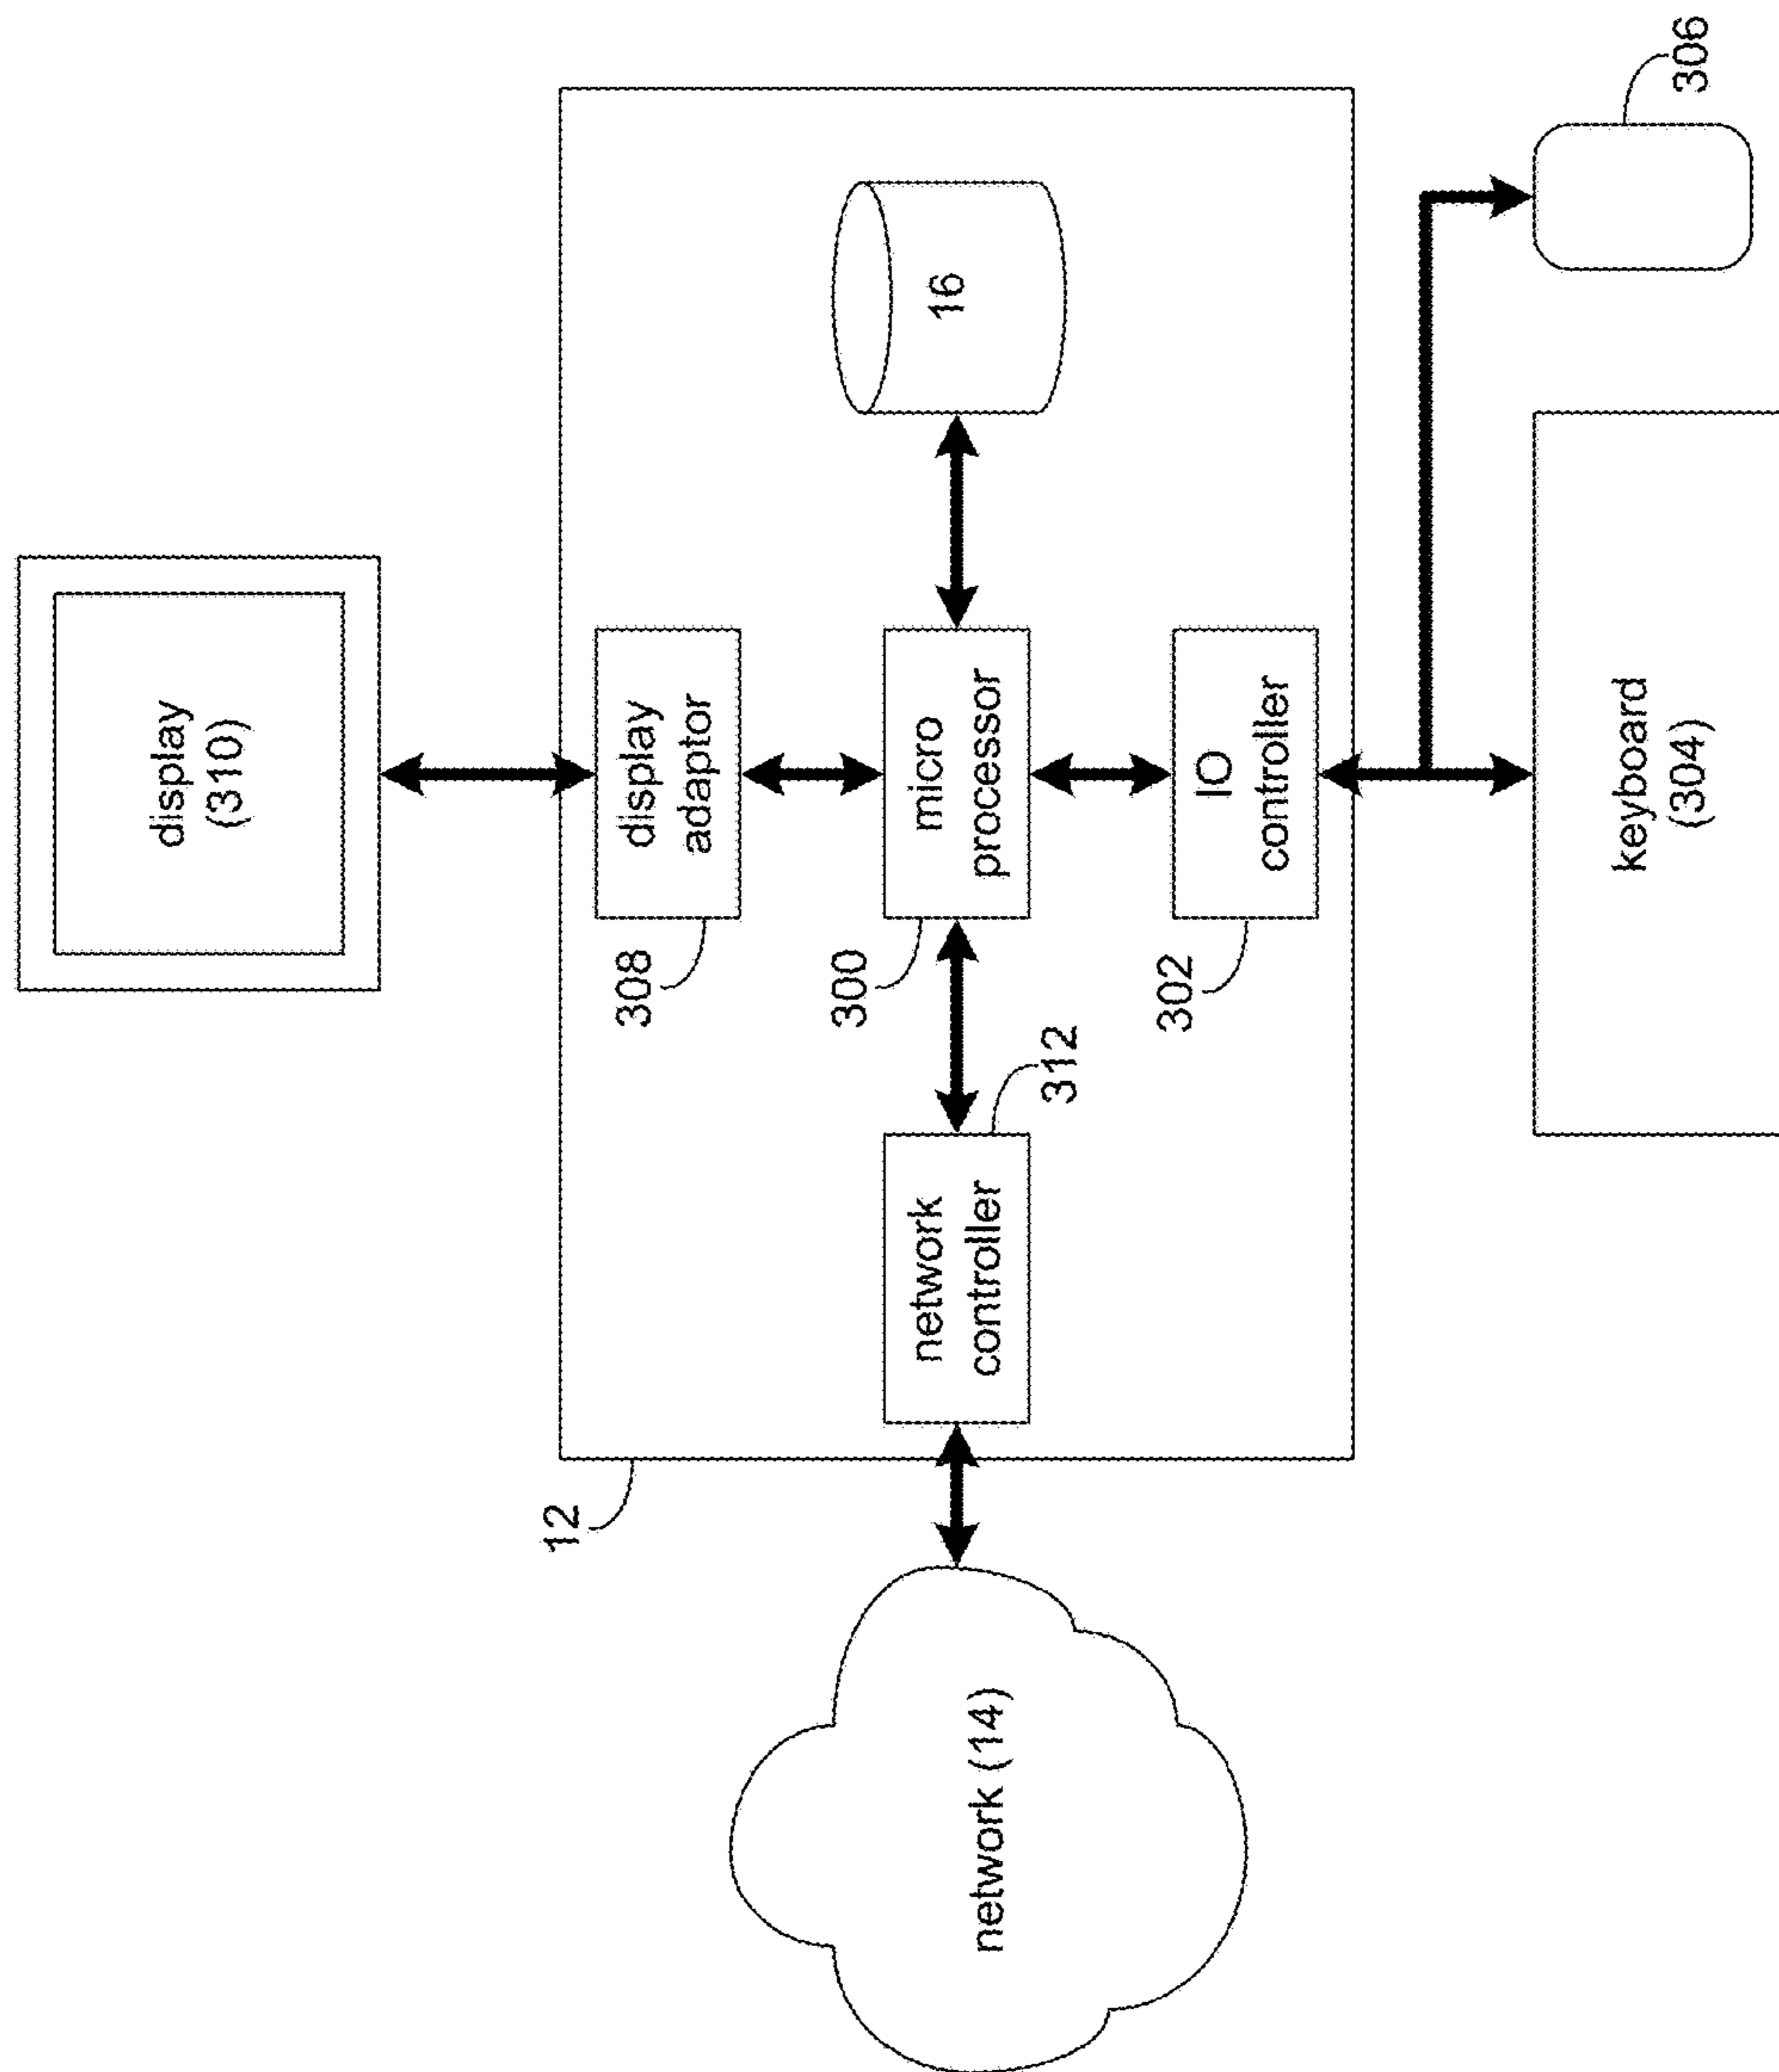 display
(310)
display
adaptor
308
micro
processor
300
16
IO
controller
302
network
controller
312
12
network (14)
keyboard
(304)
306